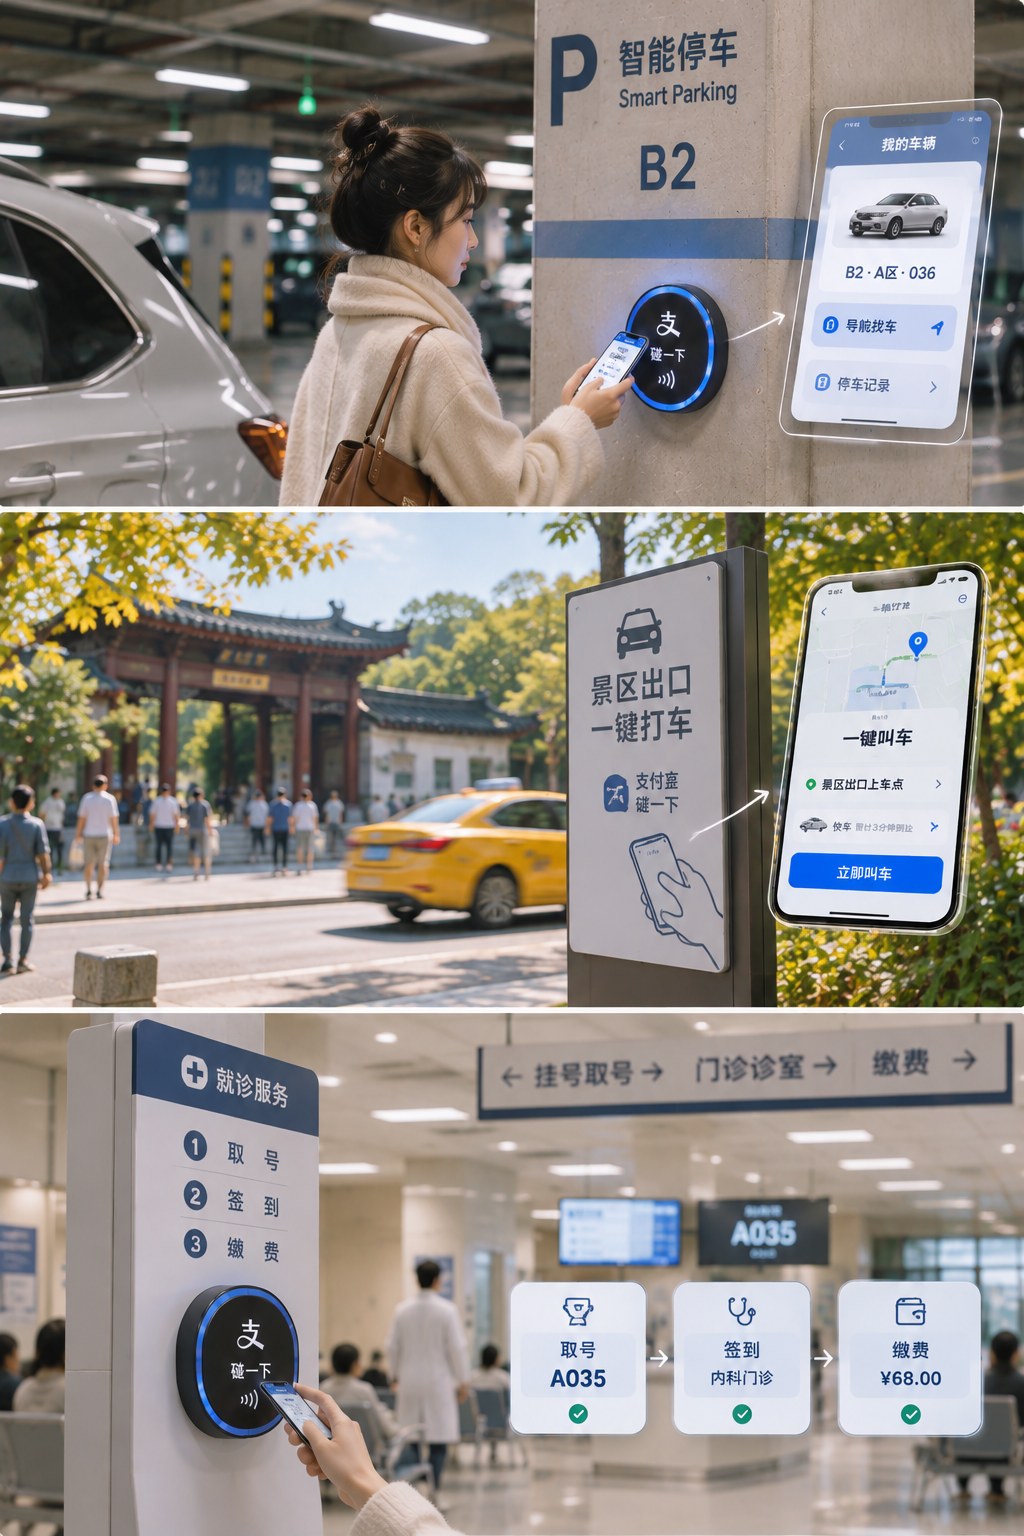 P
智能停车
Smart Parking
B2
B2
支
碰一下
我的车辆
B2·A区·036
导航找车
停车记录
景区出口
一键打车
支付宝
碰一下
一键叫车
景区出口上车点
快车
立即叫车
就诊服务
1 取号
2 签到
3 缴费
支
碰一下
← 挂号取号 → 门诊诊室 → 缴费 →
A035
取号
A035
签到
内科门诊
缴费
¥68.00